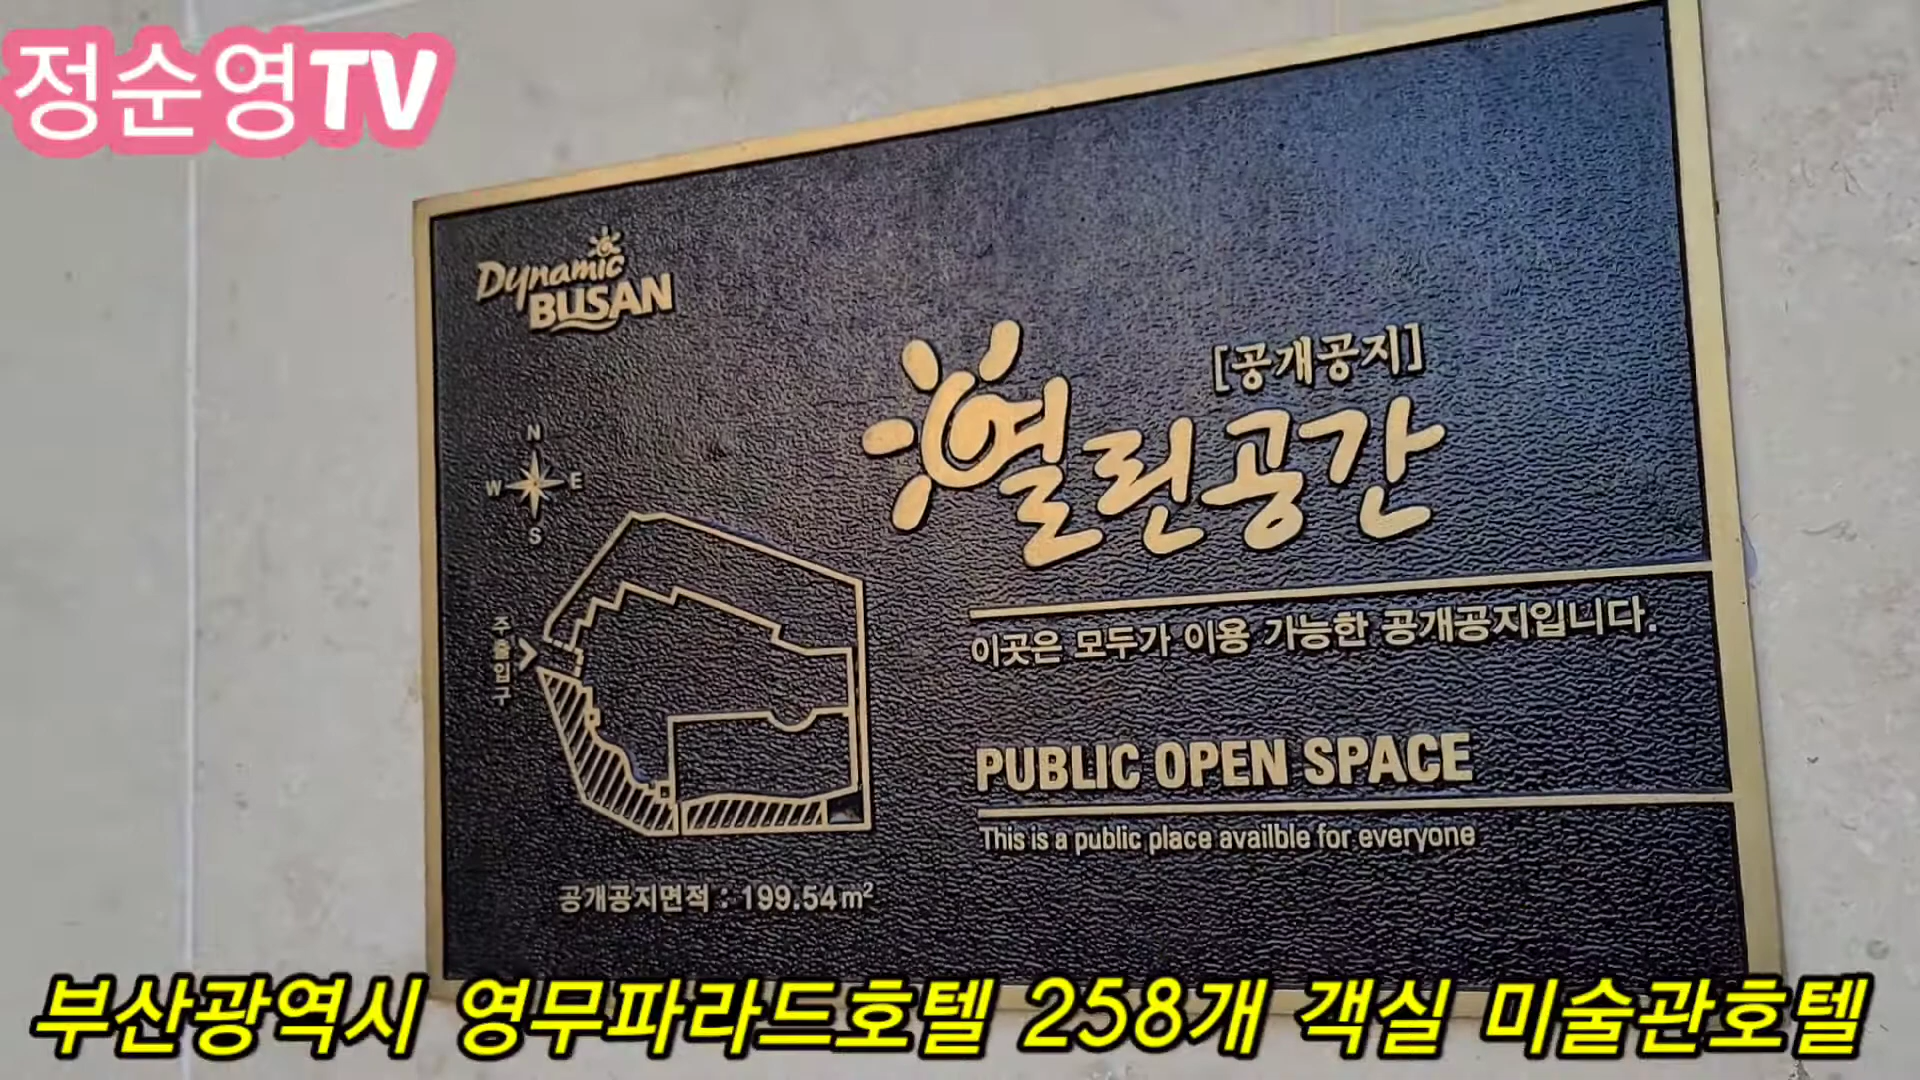 정순영TV
Dynamic
BUSAN
[공개공지]
열린공간
N
W
E
S
주출입구
이곳은 모두가 이용 가능한 공개공지입니다.
PUBLIC OPEN SPACE
This is a public place availble for everyone
공개공지면적 : 199.54m²
부산광역시 영무파라드호텔 258개 객실 미술관호텔